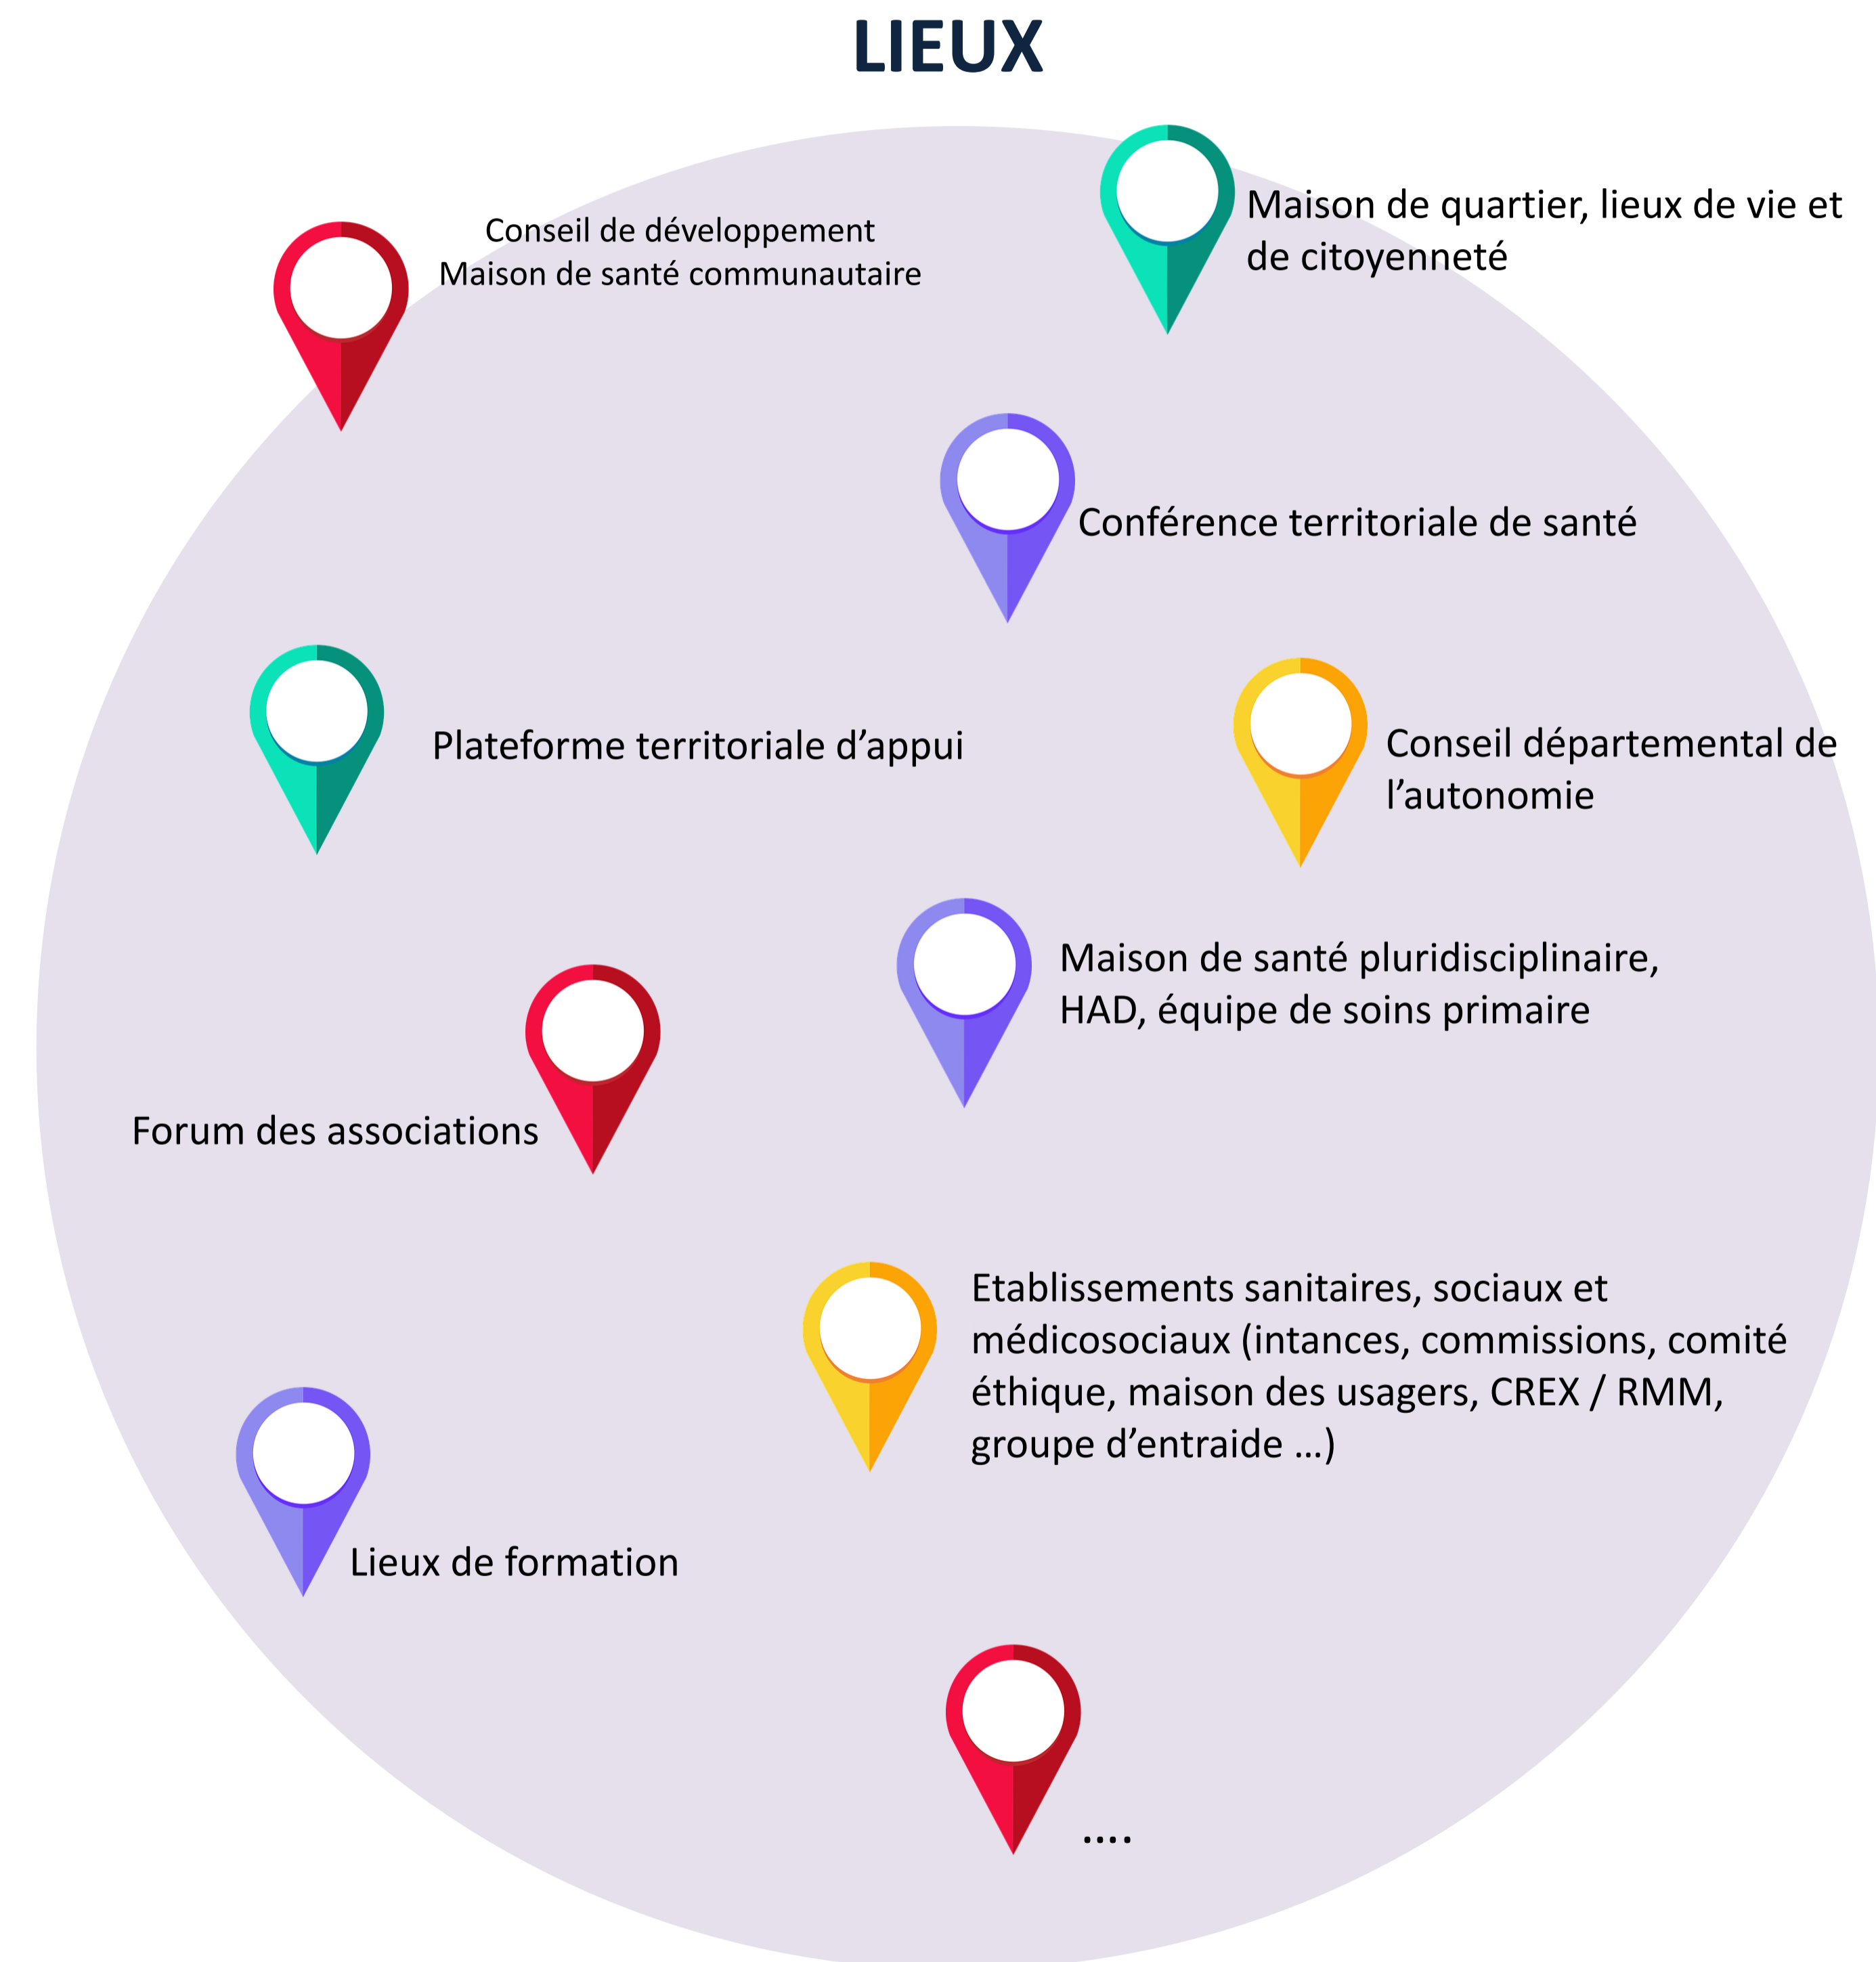 LIEUX
Conseil de développement
Maison de santé communautaire
Maison de quartier, lieux de vie et
de citoyenneté
Conférence territoriale de santé
Plateforme territoriale d’appui
Conseil départemental de
l’autonomie
Maison de santé pluridisciplinaire,
HAD, équipe de soins primaire
Forum des associations
Etablissements sanitaires, sociaux et
médicosociaux (intances, commissions, comité
éthique, maison des usagers, CREX / RMM,
groupe d’entraide …)
Lieux de formation
….